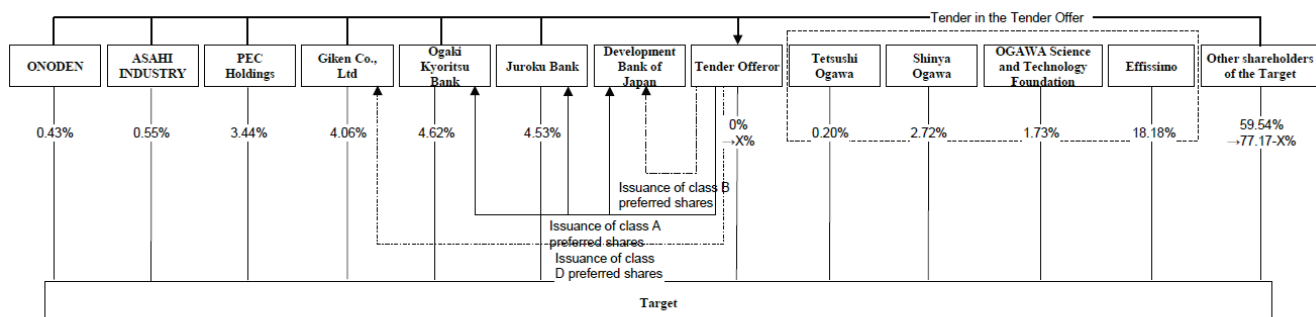 Tender in the Tender Offer
ONODEN
ASAHI
INDUSTRY
PEC
Holdings
Giken Co.,
Ltd
Ogaki
Kyoritsu
Bank
Juroku Bank
Development
Bank of
Japan
Tender Offeror
Tetsushi
Ogawa
Shinya
Ogawa
OGAWA Science
and Technology
Foundation
Effissimo
Other shareholders
of the Target
0.43%
0.55%
3.44%
4.06%
4.62%
4.53%
0%
→X%
0.20%
2.72%
1.73%
18.18%
59.54%
→77.17-X%
Issuance of class B
preferred shares
Issuance of class A
preferred shares
Issuance of class
D preferred shares
Target